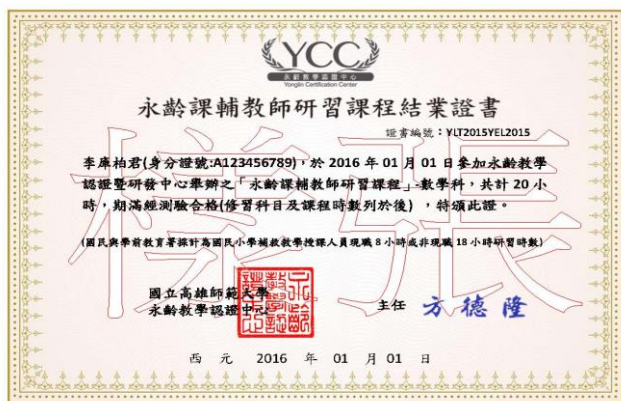 YCC
永齡教學認證中心
Yonglin Certification Center
永齡課輔教師研習課程結業證書
證書編號：YLT2015YEL2015
李庫柏君(身分證號:A123456789)，於 2016 年 01 月 01 日參加永齡教學
認證暨研發中心舉辦之「永齡課輔教師研習課程」-數學科，共計 20 小
時，期滿經測驗合格(修習科目及課程時數列於後)，特頒此證。
(國民與學前教育署採計為國民小學補救教學授課人員現職 8 小時或非現職 18 小時研習時數)
樣張
國立高雄師範大學
永齡教學認證中心
主任 方德隆
西元 2016 年 01 月 01 日